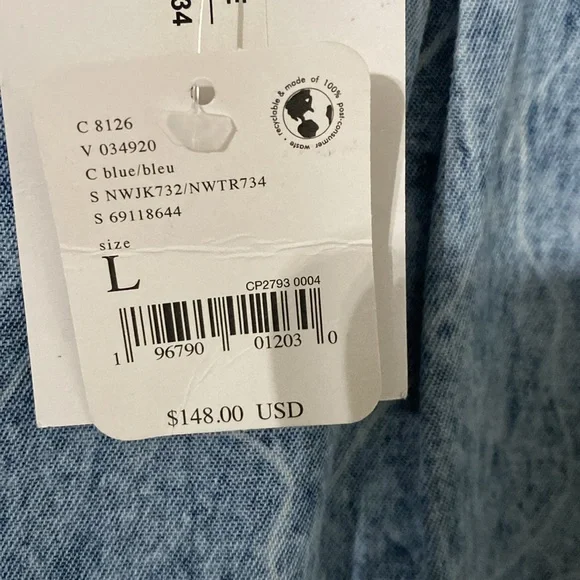 34
recyclable & made of 100% post-consumer waste •
C 8126
V 034920
C blue/bleu
S NWJK732/NWTR734
S 69118644
size
L
CP2793 0004
1 96790 01203 0
$148.00 USD